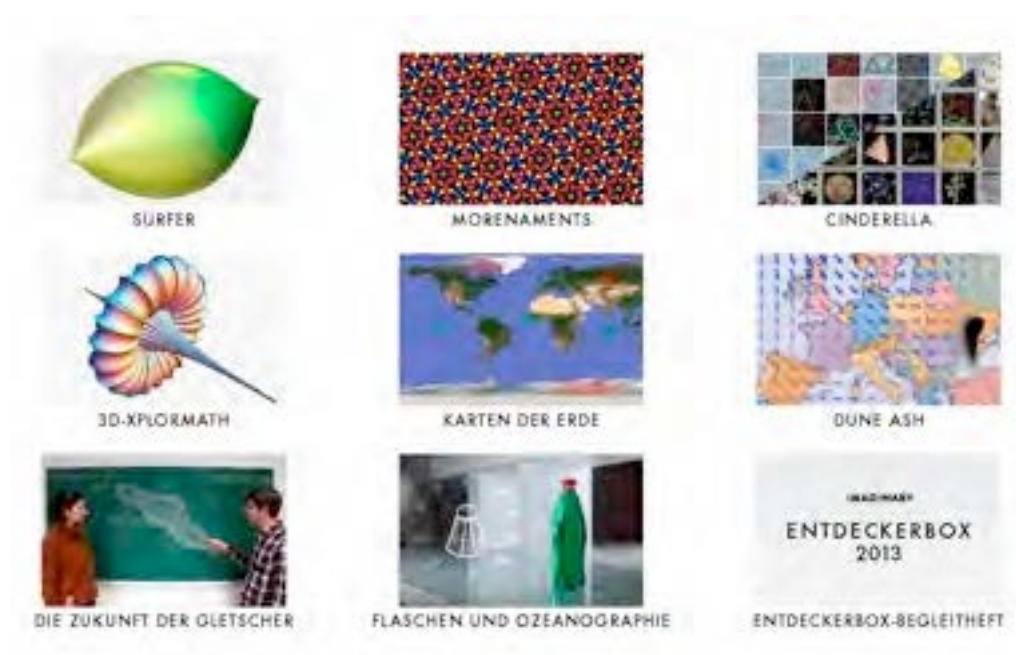 SURFER
MORENAMENTS
CINDERELLA
3D-XPLORMATH
KARTEN DER ERDE
DUNE ASH
IMAGINARY
ENTDECKERBOX
2013
DIE ZUKUNFT DER GLETSCHER
FLASCHEN UND OZEANOGRAPHIE
ENTDECKERBOX-BEGLEITHEFT